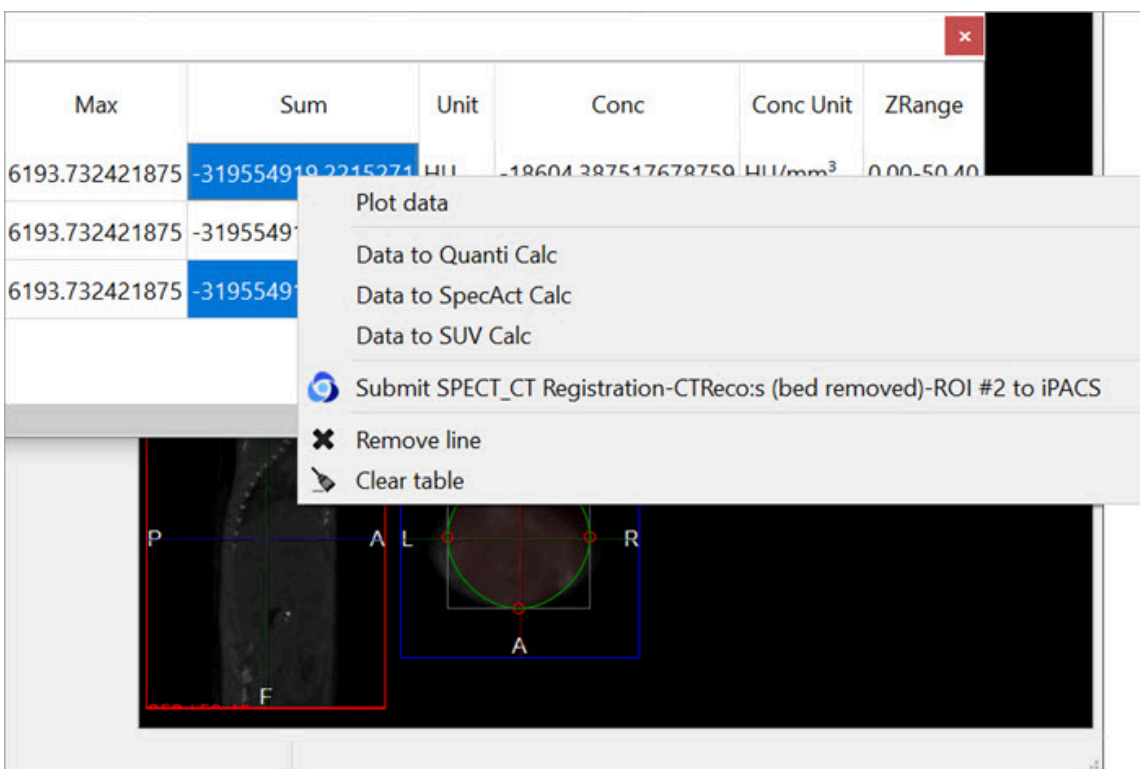 Max Sum Unit Conc Conc Unit ZRange
6193.732421875 -319554919.2215271 HU -18604.387517678759 HU/mm³ 0.00-50.40
6193.732421875 -3195549
6193.732421875 -3195549
Plot data
Data to Quanti Calc
Data to SpecAct Calc
Data to SUV Calc
Submit SPECT_CT Registration-CTReco:s (bed removed)-ROI #2 to iPACS
Remove line
Clear table
P A L R
A
F